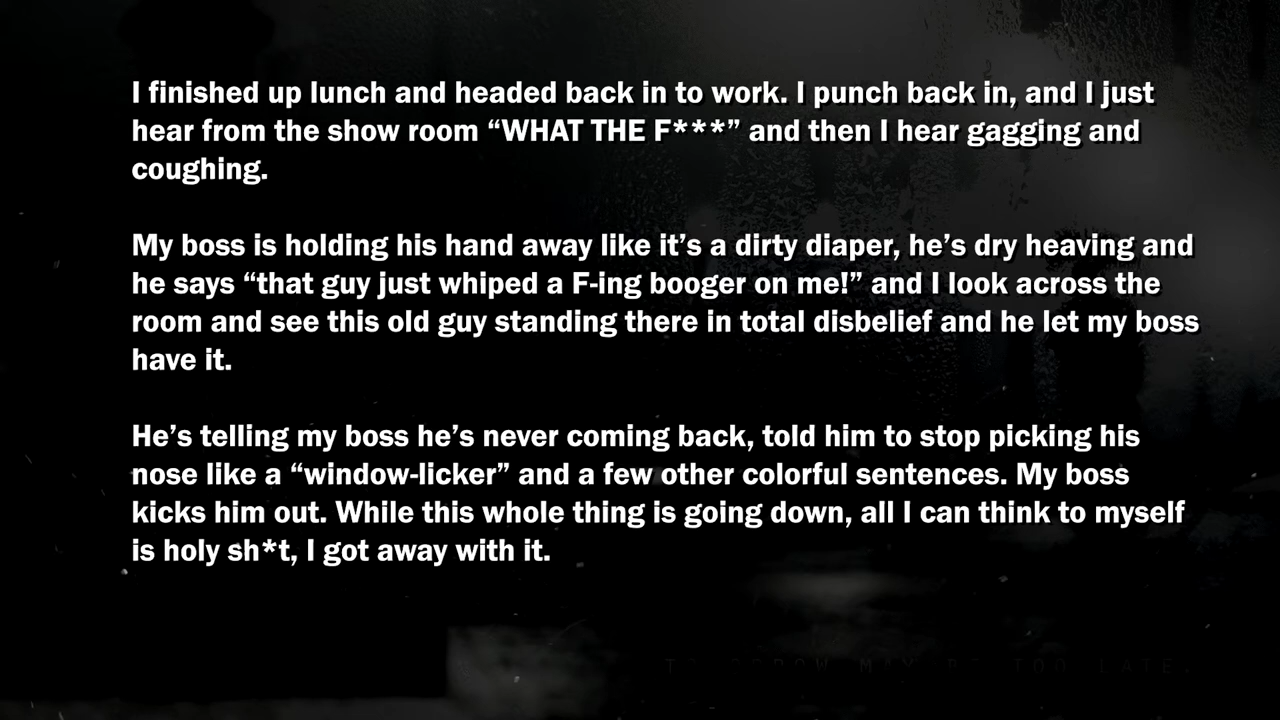 I finished up lunch and headed back in to work. I punch back in, and I just
hear from the show room “WHAT THE F***” and then I hear gagging and
coughing.
My boss is holding his hand away like it’s a dirty diaper, he’s dry heaving and
he says “that guy just whiped a F-ing booger on me!” and I look across the
room and see this old guy standing there in total disbelief and he let my boss
have it.
He’s telling my boss he’s never coming back, told him to stop picking his
nose like a “window-licker” and a few other colorful sentences. My boss
kicks him out. While this whole thing is going down, all I can think to myself
is holy sh*t, I got away with it.
MAY TOO LATE.